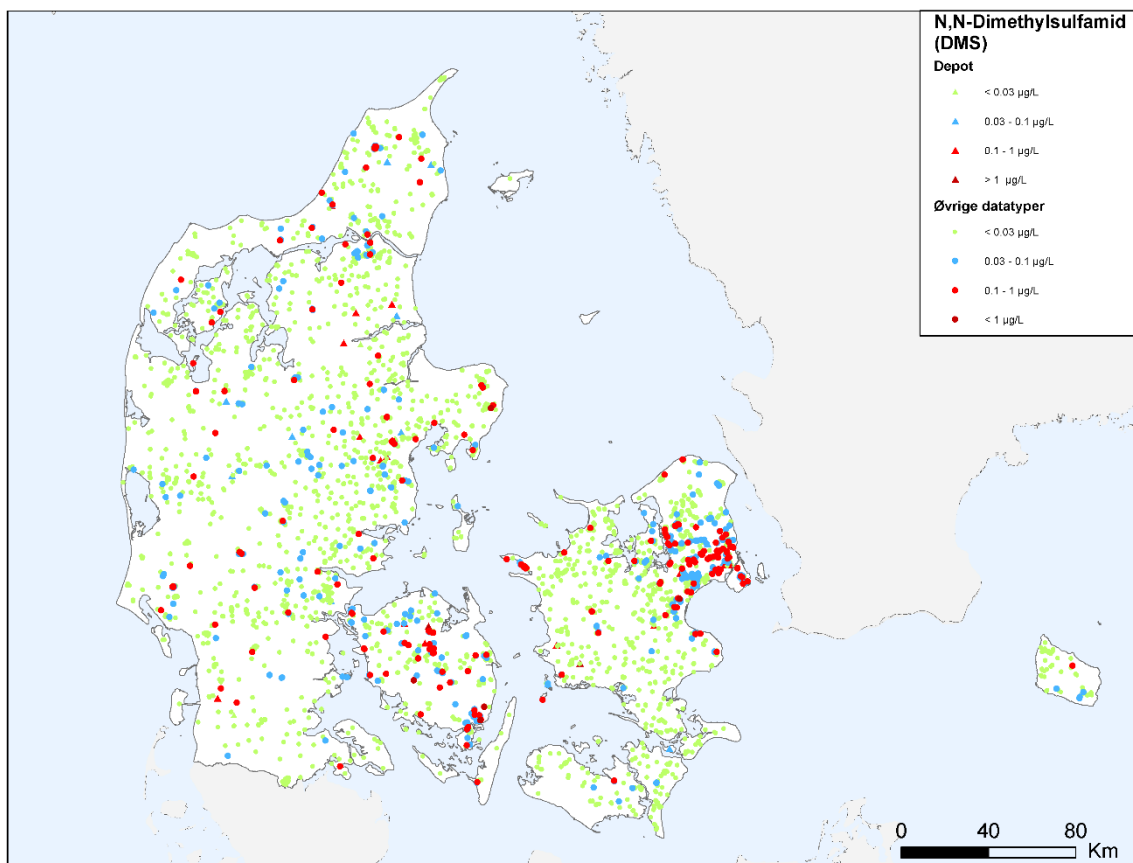 N,N-Dimethylsulfamid
(DMS)
Depot
< 0.03 µg/L
0.03 - 0.1 µg/L
0.1 - 1 µg/L
> 1 µg/L
Øvrige datatyper
< 0.03 µg/L
0.03 - 0.1 µg/L
0.1 - 1 µg/L
< 1 µg/L
0 40 80
Km